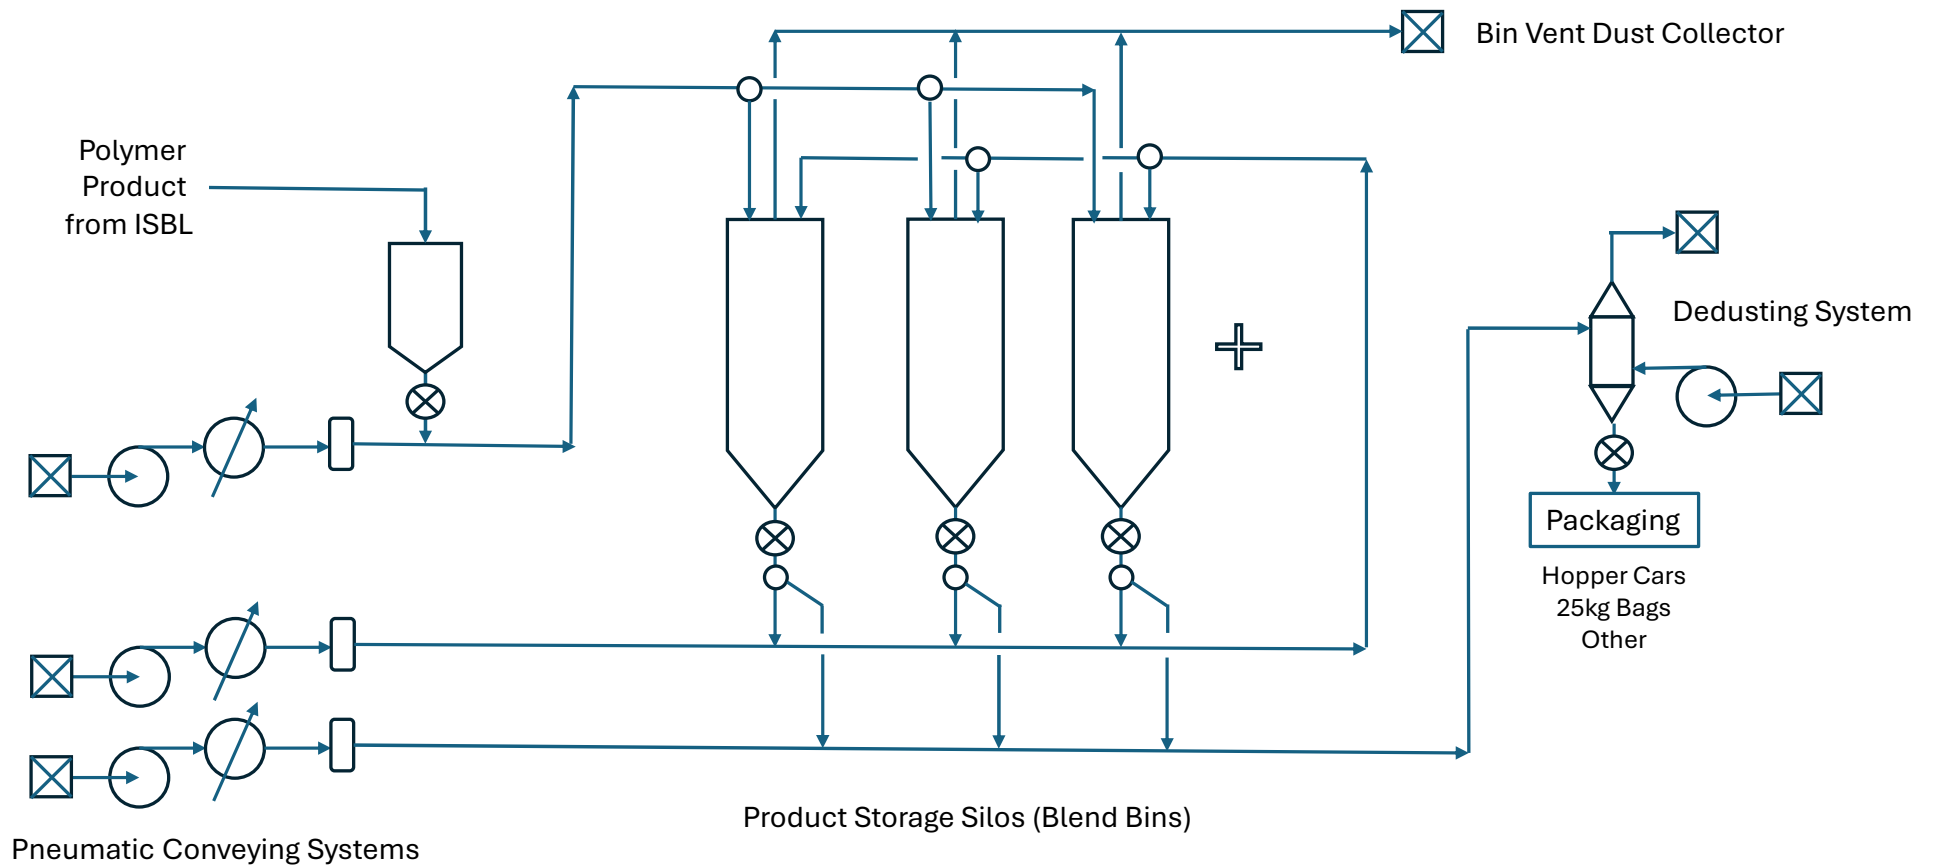 Bin Vent Dust Collector
Polymer
Product
from ISBL
Dedusting System
Packaging
Hopper Cars
25kg Bags
Other
Product Storage Silos (Blend Bins)
Pneumatic Conveying Systems